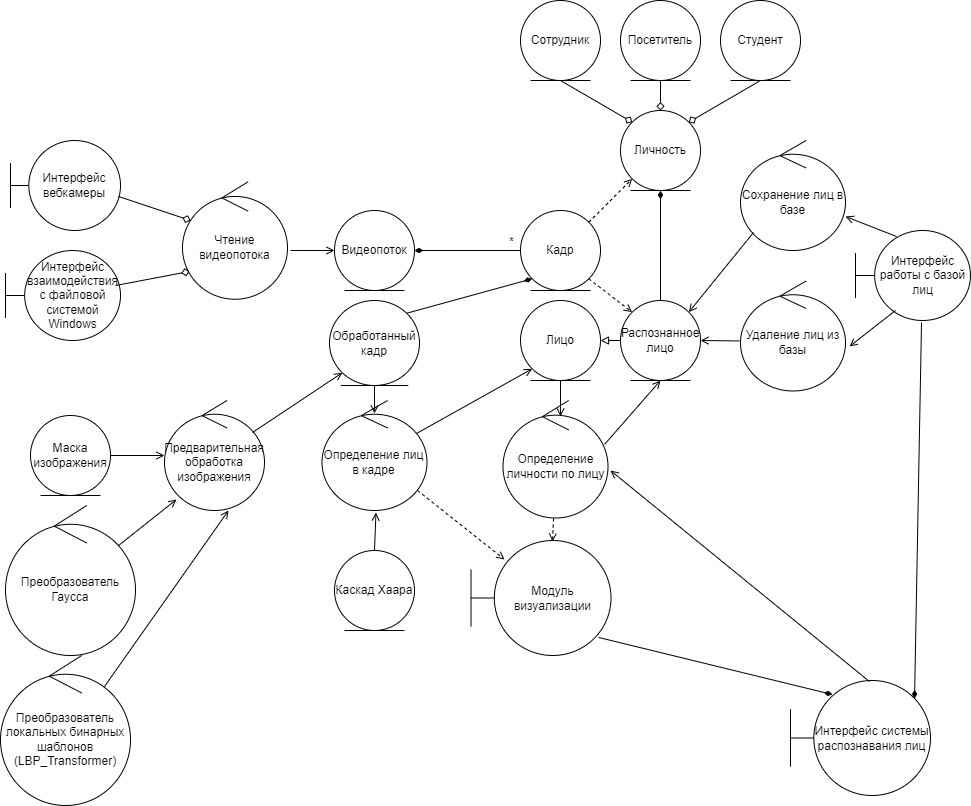 Сотрудник
Посетитель
Студент
Личность
Интерфейс
вебкамеры
Чтение
видеопотока
Видеопоток
*
Кадр
Сохранение лиц в
базе
Интерфейс
работы с базой
лиц
Интерфейс
взаимодействия
с файловой
системой
Windows
Обработанный
кадр
Лицо
Распознанное
лицо
Удаление лиц из
базы
Маска
изображения
Предварительная
обработка
изображения
Определение лиц
в кадре
Определение
личности по лицу
Преобразователь
Гаусса
Каскад Хаара
Модуль
визуализации
Преобразователь
локальных бинарных
шаблонов
(LBP_Transformer)
Интерфейс системы
распознавания лиц